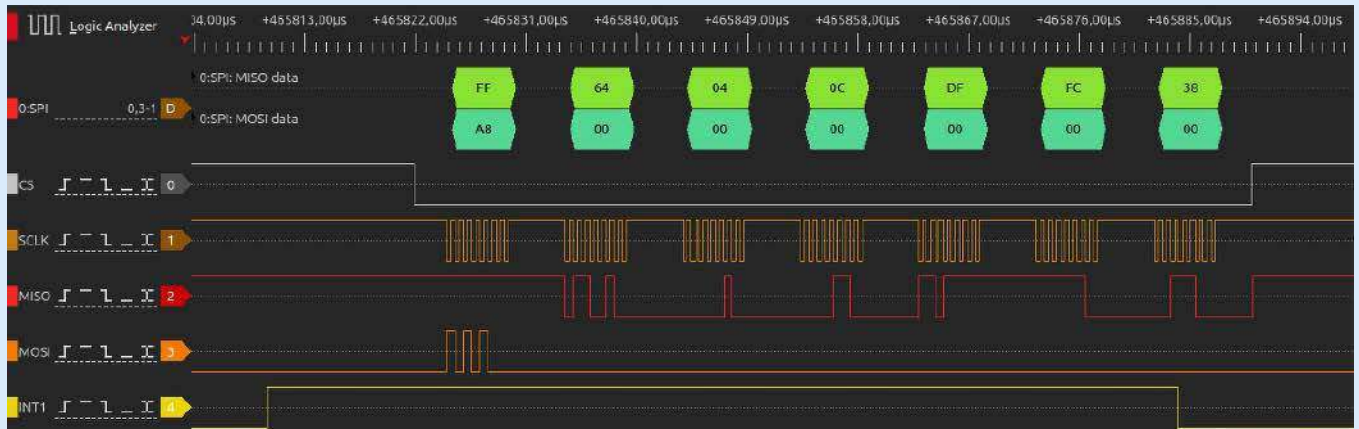 Logic Analyzer
04.00µs +465813,00µs +465822,00µs +465831,00µs +465840,00µs +465849,00µs +465858,00µs +465867,00µs +465876,00µs +465885,00µs +465894,00µs
0:SPI: MISO data
FF 64 04 0C DF FC 38
0:SPI 0,3-1 D
0:SPI: MOSI data
A8 00 00 00 00 00 00
CS 0
SCLK 1
MISO 2
MOSI 3
INT1 4